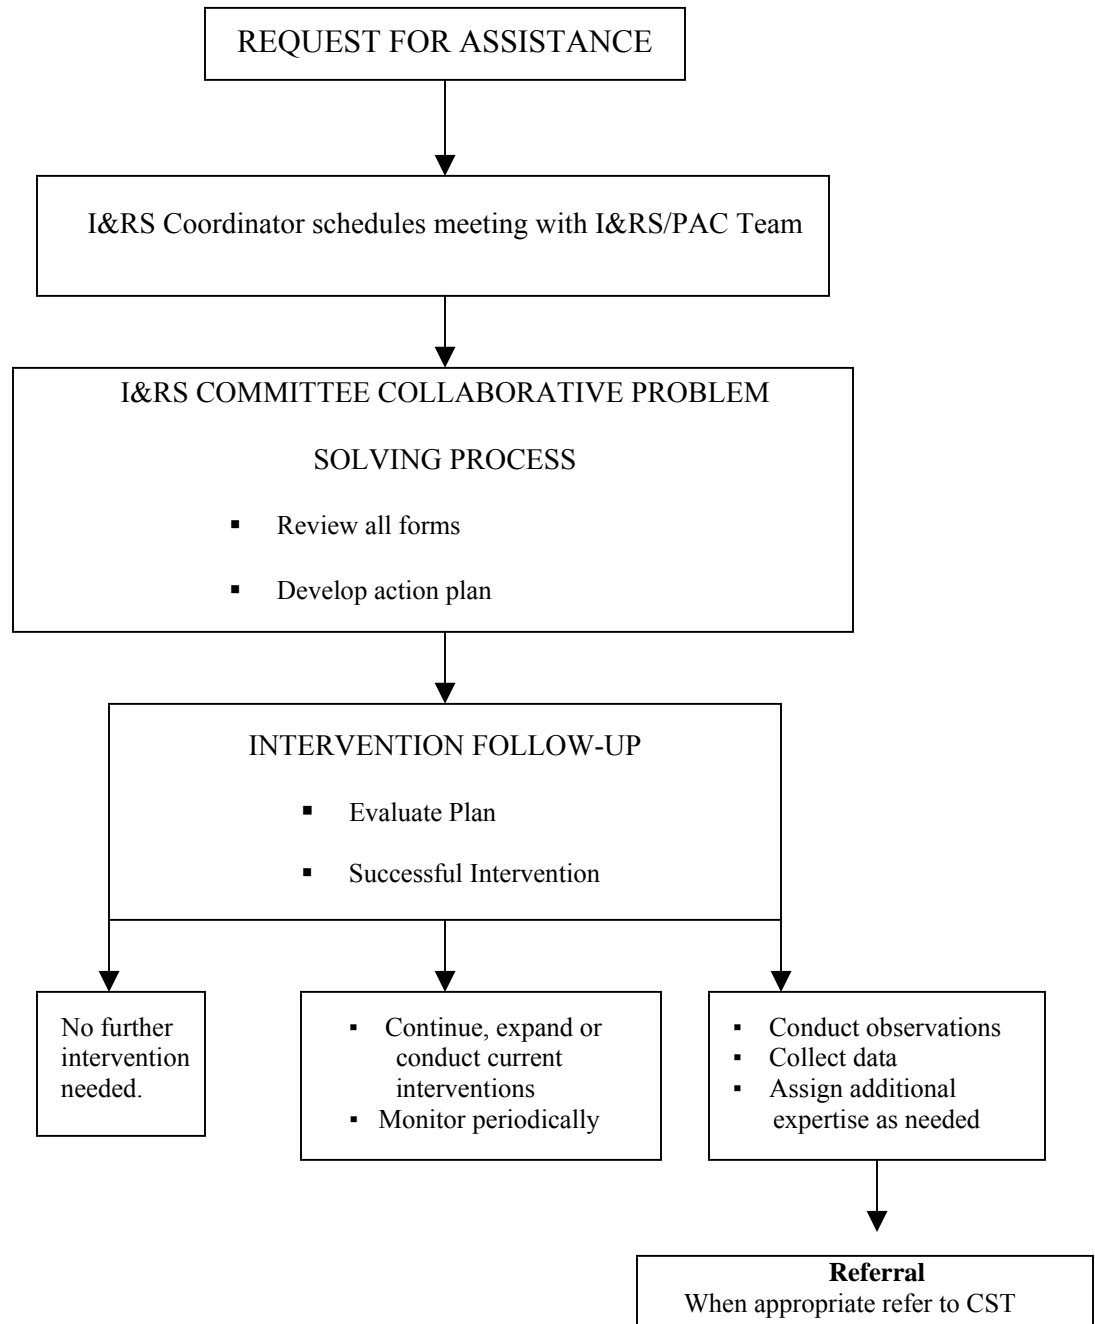 REQUEST FOR ASSISTANCE
I&RS Coordinator schedules meeting with I&RS/PAC Team
I&RS COMMITTEE COLLABORATIVE PROBLEM
SOLVING PROCESS
▪ Review all forms
▪ Develop action plan
INTERVENTION FOLLOW-UP
▪ Evaluate Plan
▪ Successful Intervention
No further
intervention
needed.
▪ Continue, expand or
conduct current
interventions
▪ Monitor periodically
▪ Conduct observations
▪ Collect data
▪ Assign additional
expertise as needed
Referral
When appropriate refer to CST